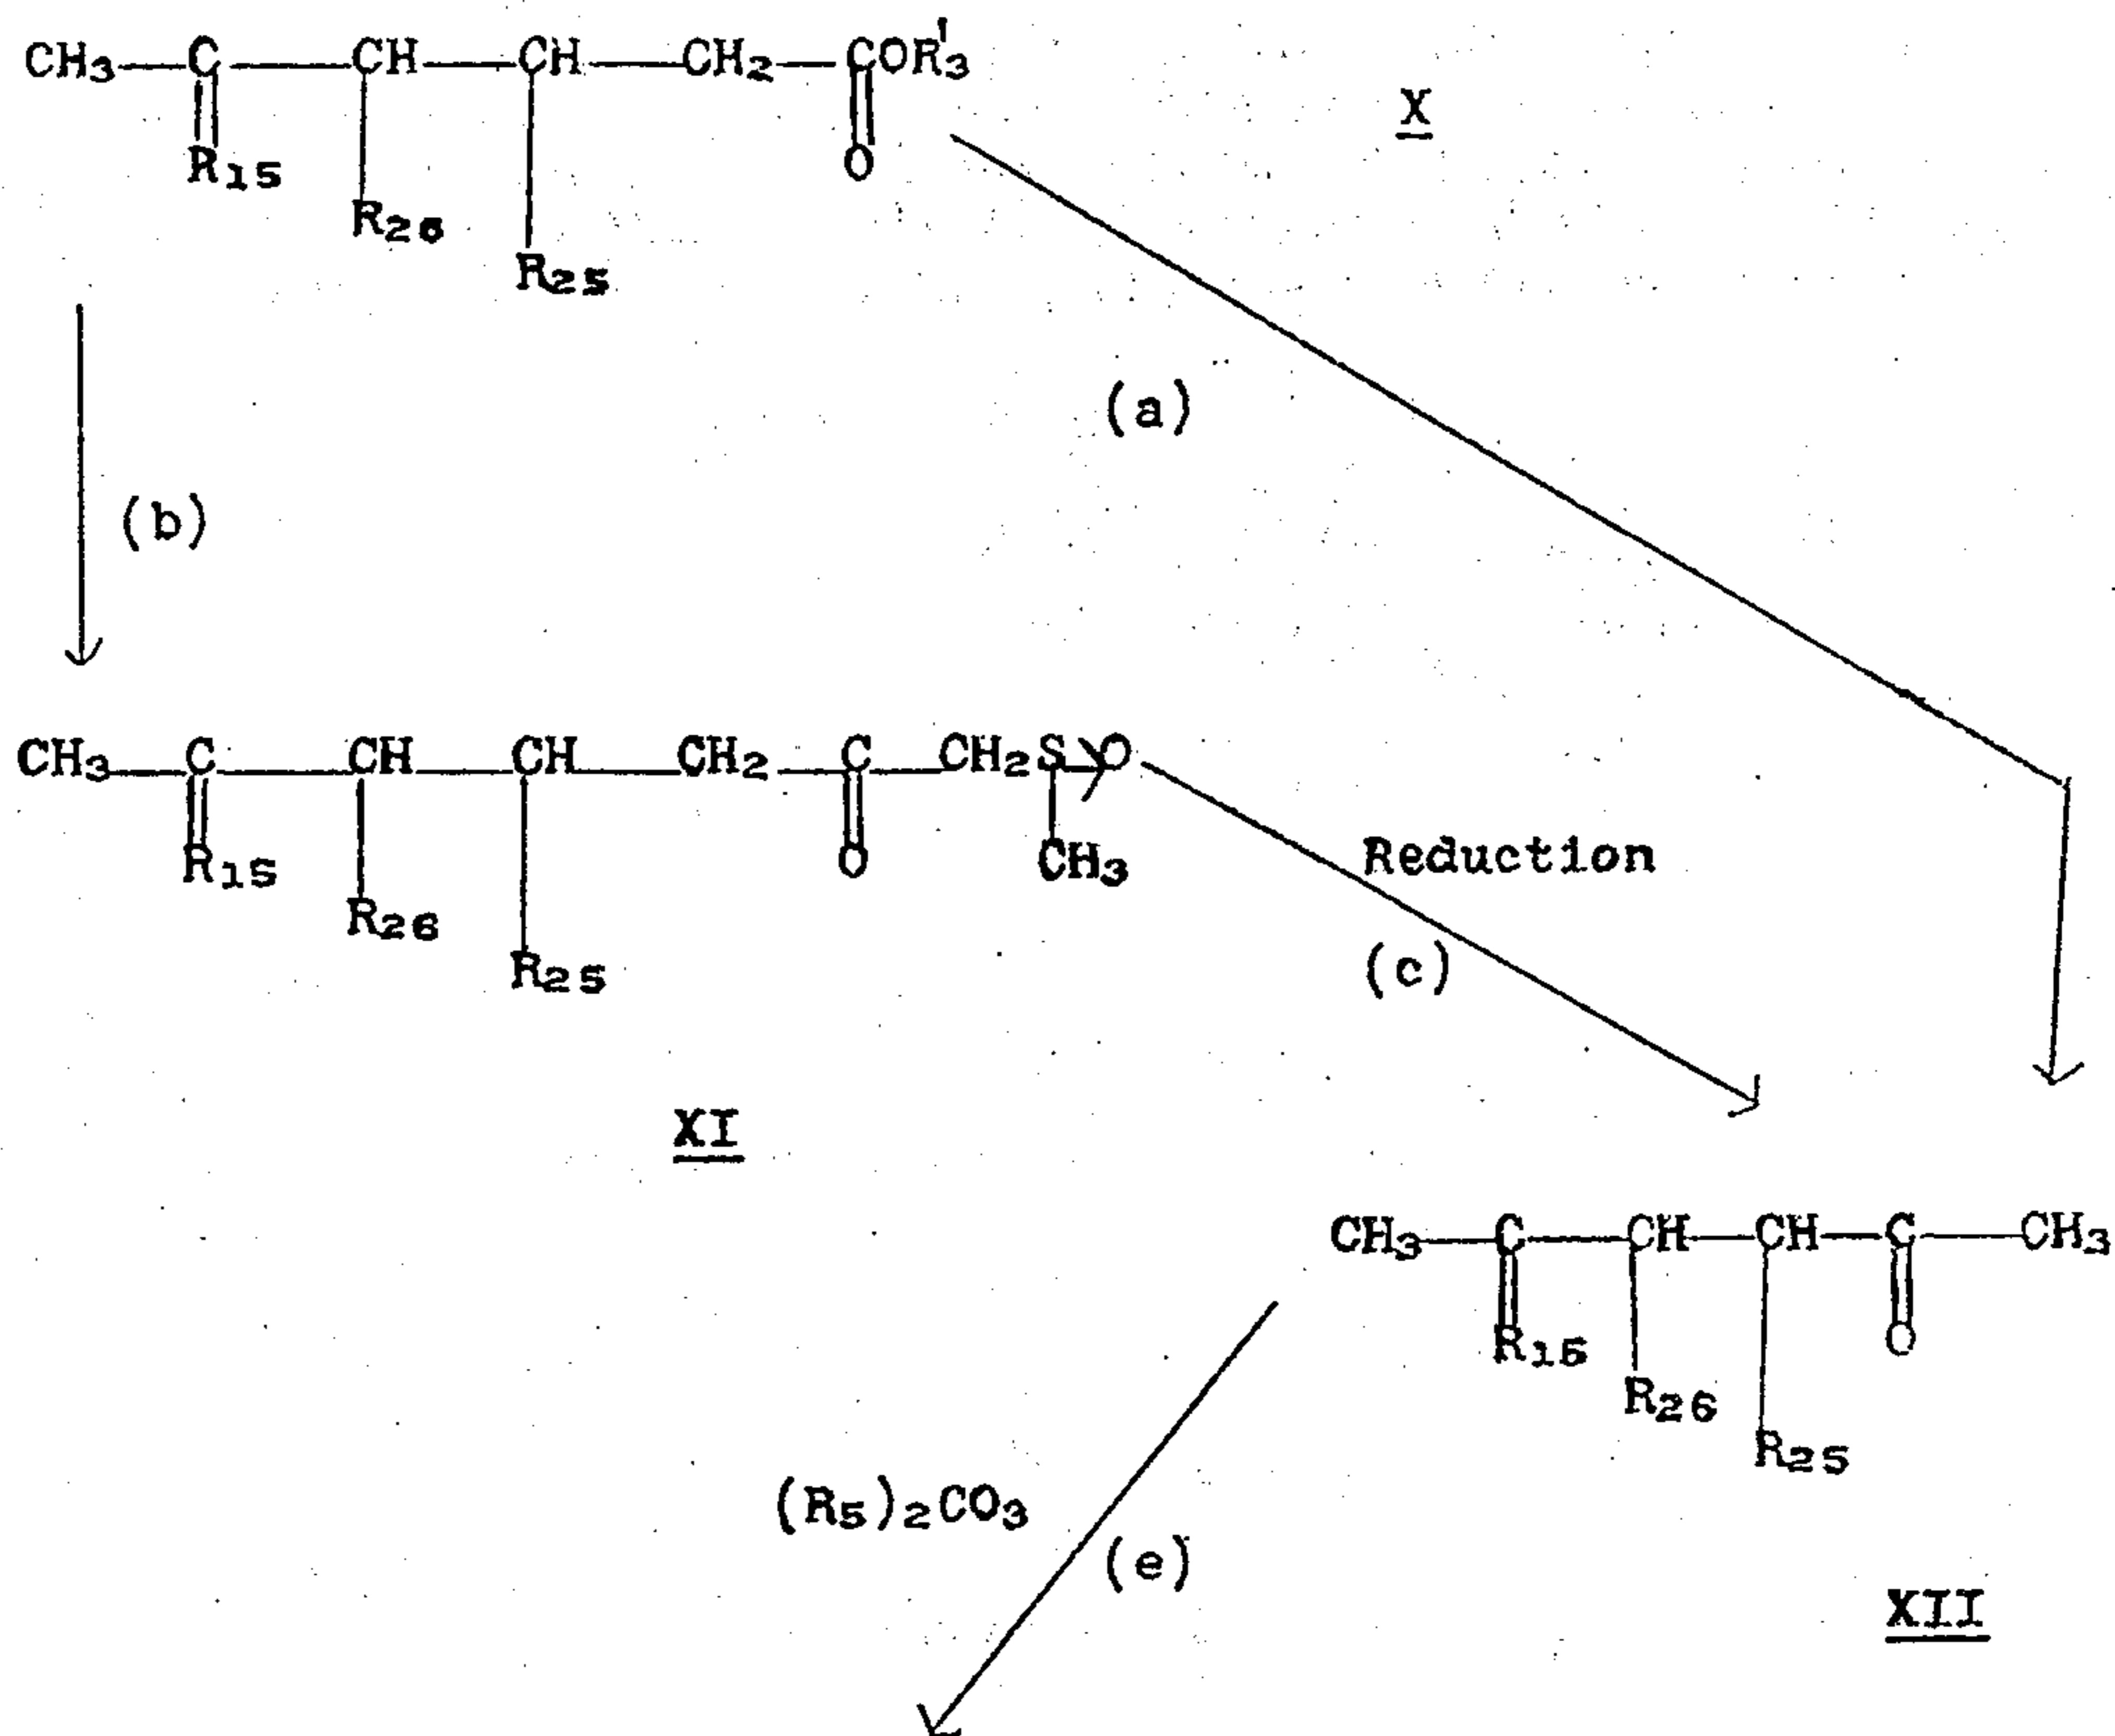 CH3—C—CH—CH—CH2—COR'3
X
R15
O
R26
R25
(a)
(b)
CH3—C—CH—CH—CH2—C—CH2S→O
R15
O
CH3
Reduction
R26
(c)
R25
XI
CH3—C—CH—CH—C—CH3
R15
O
R26
R25
(R5)2CO3
(e)
XII